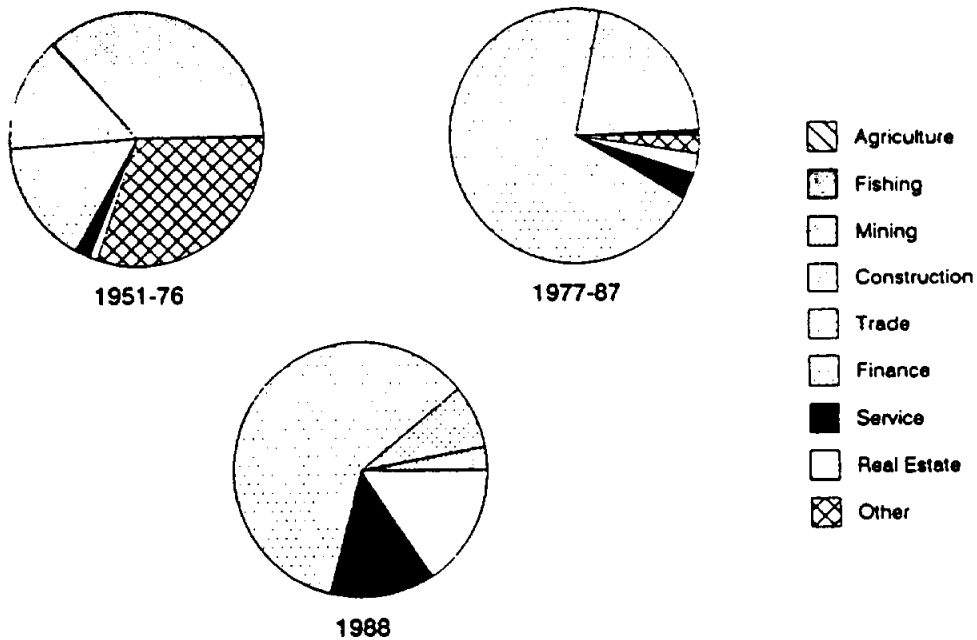 1951-76
1977-87
1988
Agriculture
Fishing
Mining
Construction
Trade
Finance
Service
Real Estate
Other